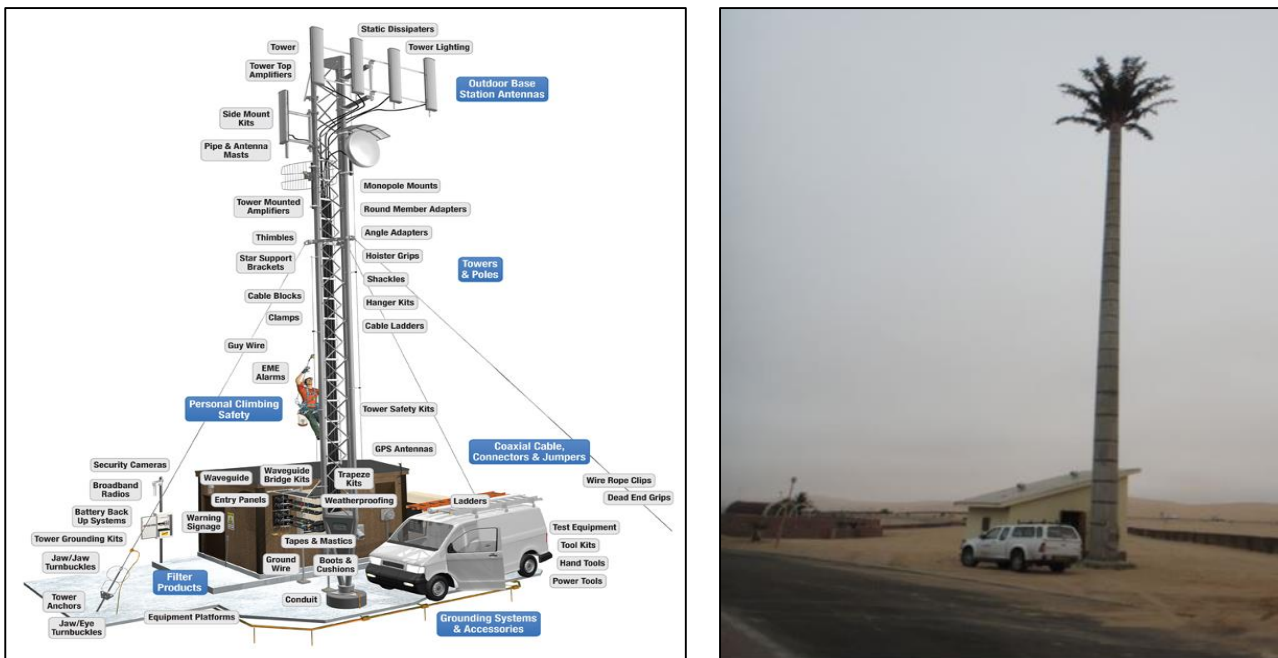 Static Dissipaters
Tower
Tower Lighting
Tower Top
Amplifiers
Outdoor Base
Station Antennas
Side Mount
Kits
Pipe & Antenna
Masts
Monopole Mounts
Tower Mounted
Amplifiers
Round Member Adapters
Thimbles
Angle Adapters
Star Support
Brackets
Hoister Grips
Towers
& Poles
Shackles
Cable Blocks
Hanger Kits
Clamps
Cable Ladders
Guy Wire
EME
Alarms
Personal Climbing
Safety
Tower Safety Kits
GPS Antennas
Coaxial Cable,
Connectors & Jumpers
Security Cameras
Waveguide
Waveguide
Bridge Kits
Trapeze
Kits
Wire Rope Clips
Broadband
Radios
Entry Panels
Weatherproofing
Ladders
Dead End Grips
Battery Back
Up Systems
Warning
Signage
Test Equipment
Tower Grounding Kits
Tapes & Mastics
Tool Kits
Jaw/Jaw
Turnbuckles
Filter
Products
Ground
Wire
Boots &
Cushions
Hand Tools
Power Tools
Tower
Anchors
Conduit
Equipment Platforms
Grounding Systems
& Accessories
Jaw/Eye
Turnbuckles